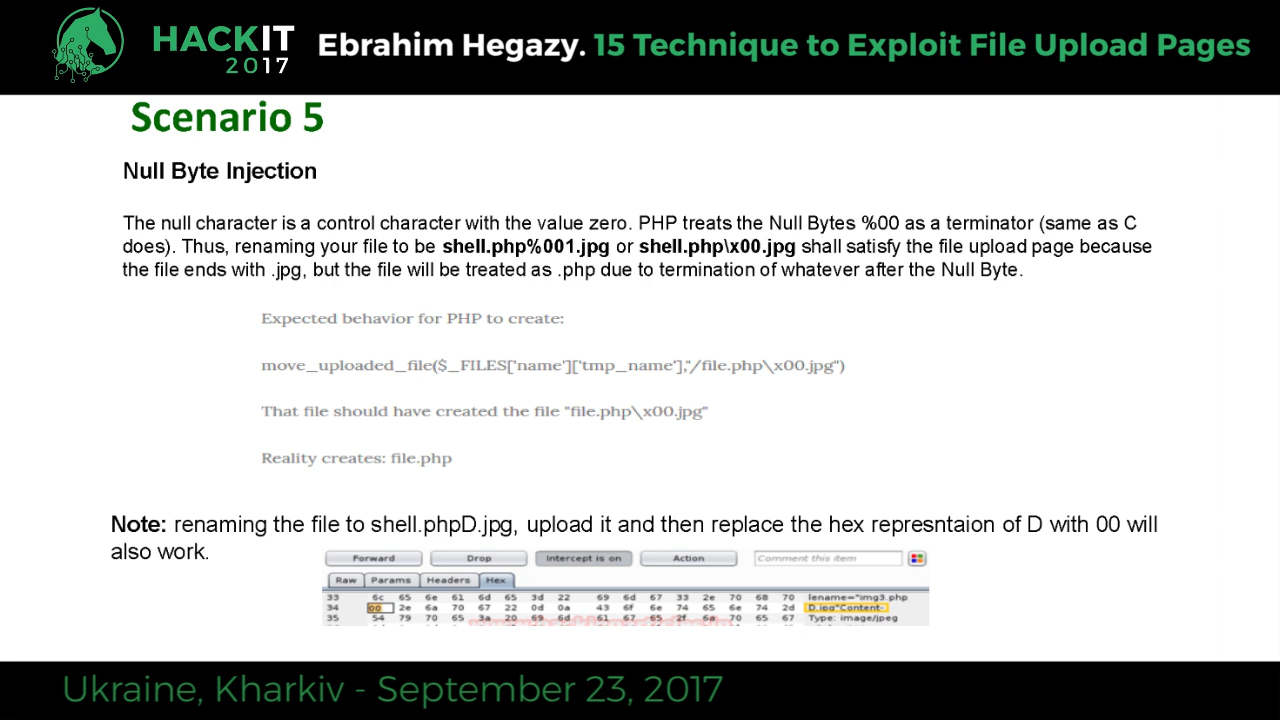 HACKIT
2017
Ebrahim Hegazy. 15 Technique to Exploit File Upload Pages
Scenario 5
Null Byte Injection
The null character is a control character with the value zero. PHP treats the Null Bytes %00 as a terminator (same as C
does). Thus, renaming your file to be shell.php%001.jpg or shell.php\x00.jpg shall satisfy the file upload page because
the file ends with .jpg, but the file will be treated as .php due to termination of whatever after the Null Byte.
Expected behavior for PHP to create:
move_uploaded_file($_FILES['name']['tmp_name'],"/file.php\x00.jpg")
That file should have created the file "file.php\x00.jpg"
Reality creates: file.php
Note: renaming the file to shell.phpD.jpg, upload it and then replace the hex represntaion of D with 00 will
also work.
Forward Drop Intercept is on Action Comment this item
Raw Params Headers Hex
33 6c 65 6e 61 6d 65 3d 22 69 6d 67 33 2e 70 68 70 lename="img3.php
34 00 2e 6a 70 67 22 0d 0a 43 6f 6e 74 65 6e 74 2d D.jpg"Content-
35 54 79 70 65 3a 20 69 6d 61 67 65 2f 6a 70 65 67 Type: image/jpeg
Ukraine, Kharkiv - September 23, 2017